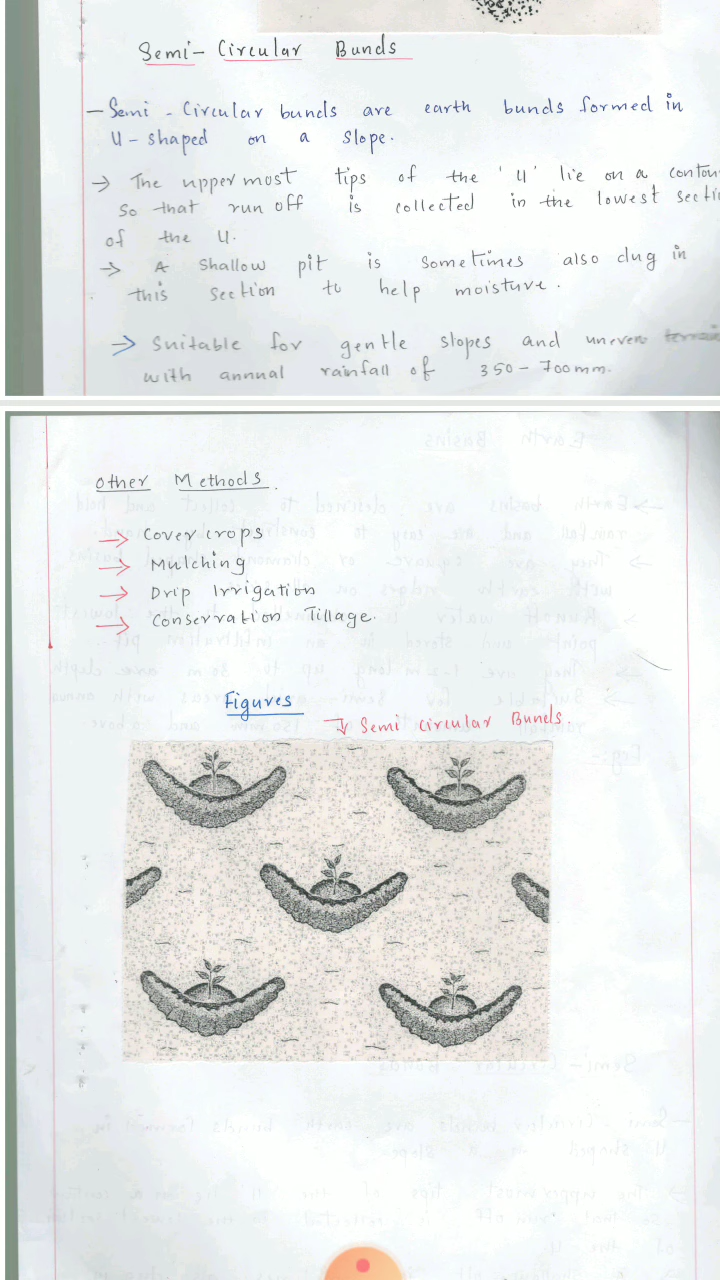 Semi - Circular Bunds
- Semi - Circular bunds are earth bunds formed in
U - shaped on a slope.
→ The upper most tips of the 'U' lie on a contou
so that run off is collected in the lowest secti
of the U.
→ A shallow pit is sometimes also dug in
this section to help moisture.
→ Suitable for gentle slopes and uneven terrai
with annual rainfall of 350 - 700mm.
Other Methods.
→ Cover crops
→ Mulching
→ Drip Irrigation
→ Conservation Tillage.
Figures
↓ Semi Circular Bunds.